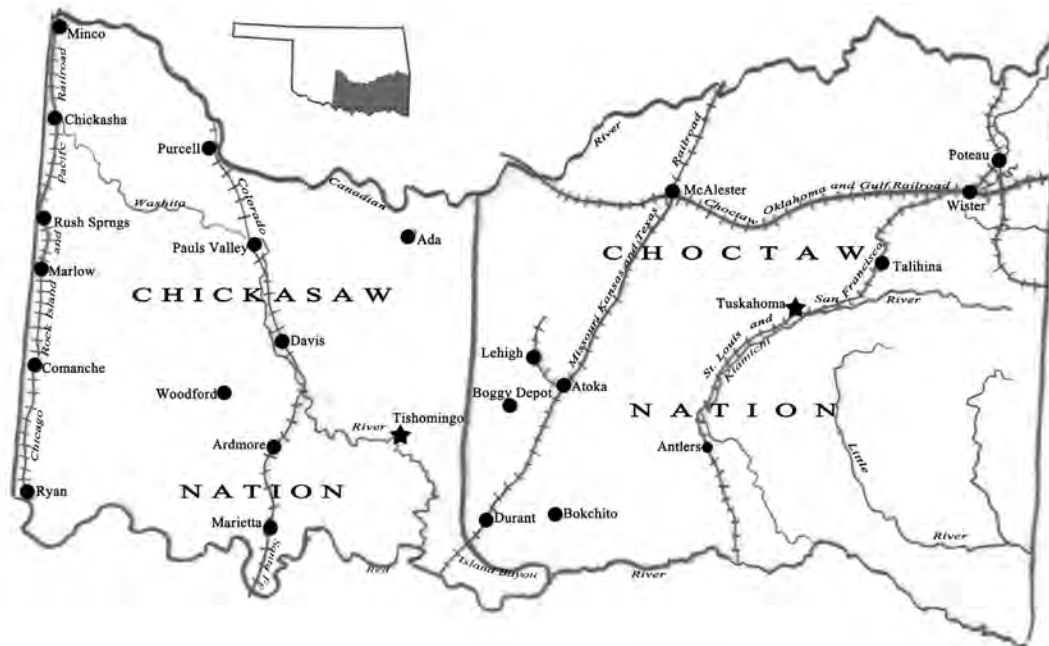 Minco
Railroad
Chickasha
Pacific
Purcell
Colorado
Washita
Canadian
River
Railroad
Poteau
McAlester
Choctaw
Oklahoma and Gulf Railroad
Wister
Rush Sprngs
and
Pauls Valley
Ada
CHOCTAW
San Francisco
Talihina
Marlow
CHICKASAW
Missouri Kansas and Texas
Tuskahoma
River
Rock Island
Davis
Lehigh
St. Louis and
Kiamichi
Comanche
Woodford
Boggy Depot
Atoka
NATION
Tishomingo
River
Ardmore
Antlers
Little
Chicago
Ryan
NATION
Marietta
Durant
Bokchito
Santa Fe
Red
Island Bayou
River
River